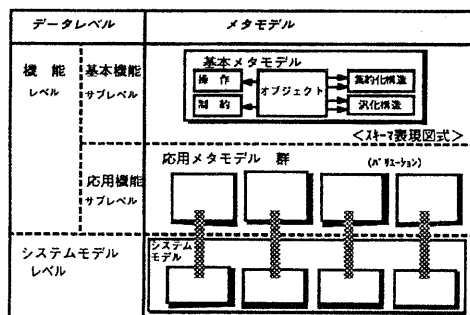 データレベル
メタモデル
機能
レベル
基本機能
サブレベル
基本メタモデル
操作
制約
オブジェクト
集約化構造
汎化構造
<スキーマ表現図式>
応用機能
サブレベル
応用メタモデル 群
(バリエーション)
システムモデル
レベル
システム
モデル